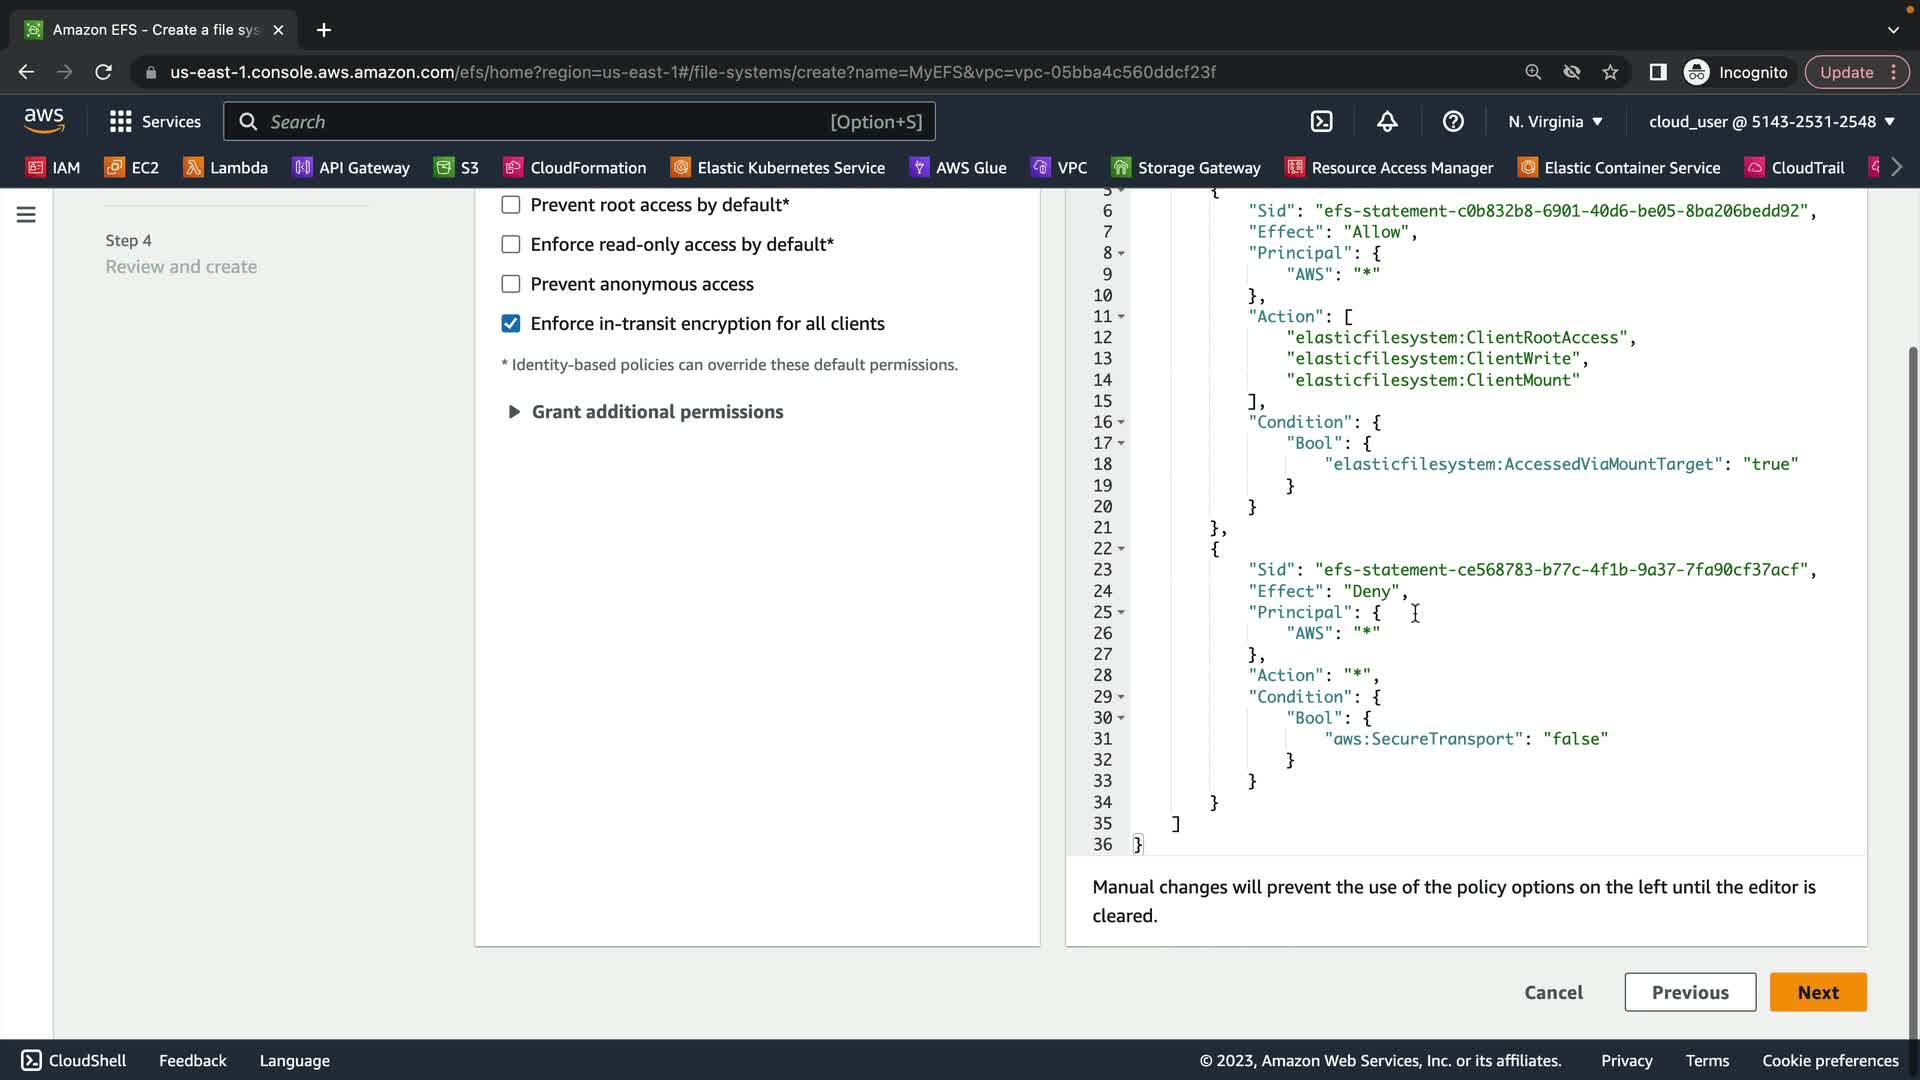 Amazon EFS - Create a file sys
us-east-1.console.aws.amazon.com/efs/home?region=us-east-1#/file-systems/create?name=MyEFS&vpc=vpc-05bba4c560ddcf23f
Incognito
Update
aws
Services
Search
[Option+S]
N. Virginia
cloud_user @ 5143-2531-2548
IAM
EC2
Lambda
API Gateway
S3
CloudFormation
Elastic Kubernetes Service
AWS Glue
VPC
Storage Gateway
Resource Access Manager
Elastic Container Service
CloudTrail
Step 4
Review and create
Prevent root access by default*
Enforce read-only access by default*
Prevent anonymous access
Enforce in-transit encryption for all clients
* Identity-based policies can override these default permissions.
Grant additional permissions
5 {
6 "Sid": "efs-statement-c0b832b8-6901-40d6-be05-8ba206bedd92",
7 "Effect": "Allow",
8 "Principal": {
9 "AWS": "*"
10 },
11 "Action": [
12 "elasticfilesystem:ClientRootAccess",
13 "elasticfilesystem:ClientWrite",
14 "elasticfilesystem:ClientMount"
15 ],
16 "Condition": {
17 "Bool": {
18 "elasticfilesystem:AccessedViaMountTarget": "true"
19 }
20 }
21 },
22 {
23 "Sid": "efs-statement-ce568783-b77c-4f1b-9a37-7fa90cf37acf",
24 "Effect": "Deny",
25 "Principal": {
26 "AWS": "*"
27 },
28 "Action": "*",
29 "Condition": {
30 "Bool": {
31 "aws:SecureTransport": "false"
32 }
33 }
34 }
35 ]
36 }
Manual changes will prevent the use of the policy options on the left until the editor is
cleared.
Cancel
Previous
Next
CloudShell
Feedback
Language
© 2023, Amazon Web Services, Inc. or its affiliates.
Privacy
Terms
Cookie preferences